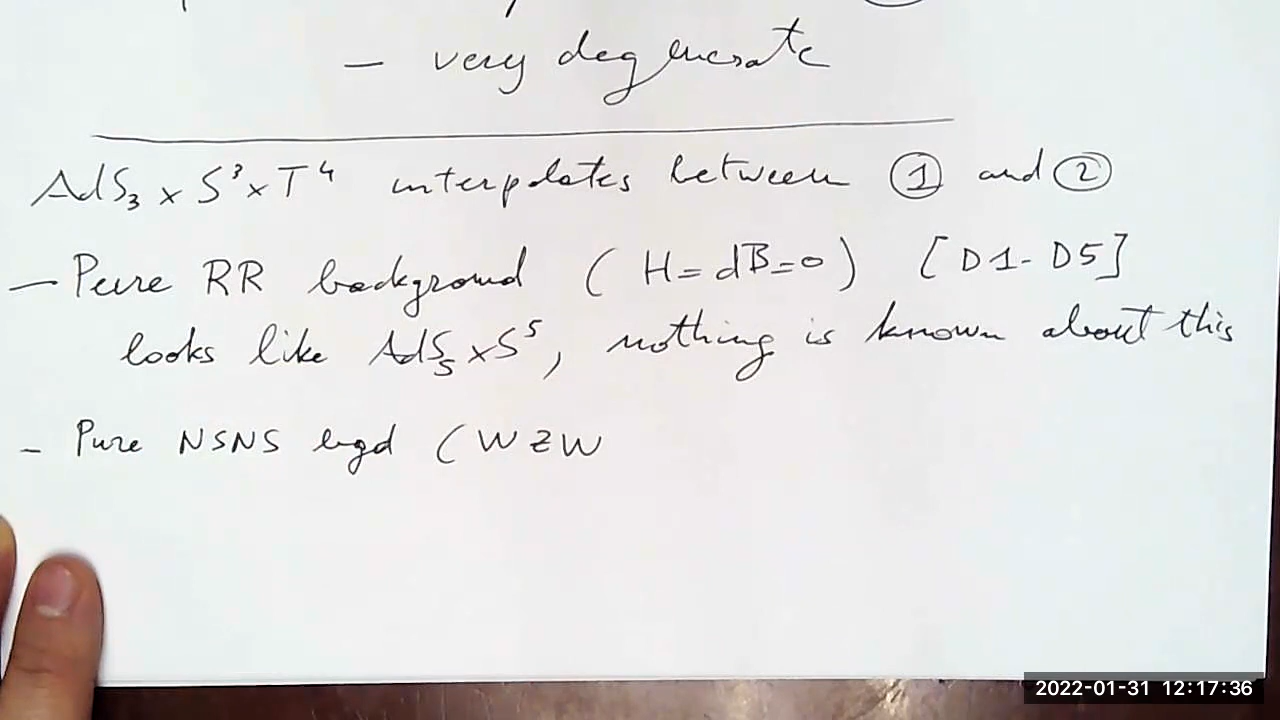 – very degenerate
AdS₃ x S³ x T⁴ interpolates between ① and ②
– Pure RR background ( H = dB = 0 ) [ D1 - D5 ]
looks like AdS₅ x S⁵, nothing is known about this
– Pure NSNS bgd ( WZW
2022-01-31 12:17:36